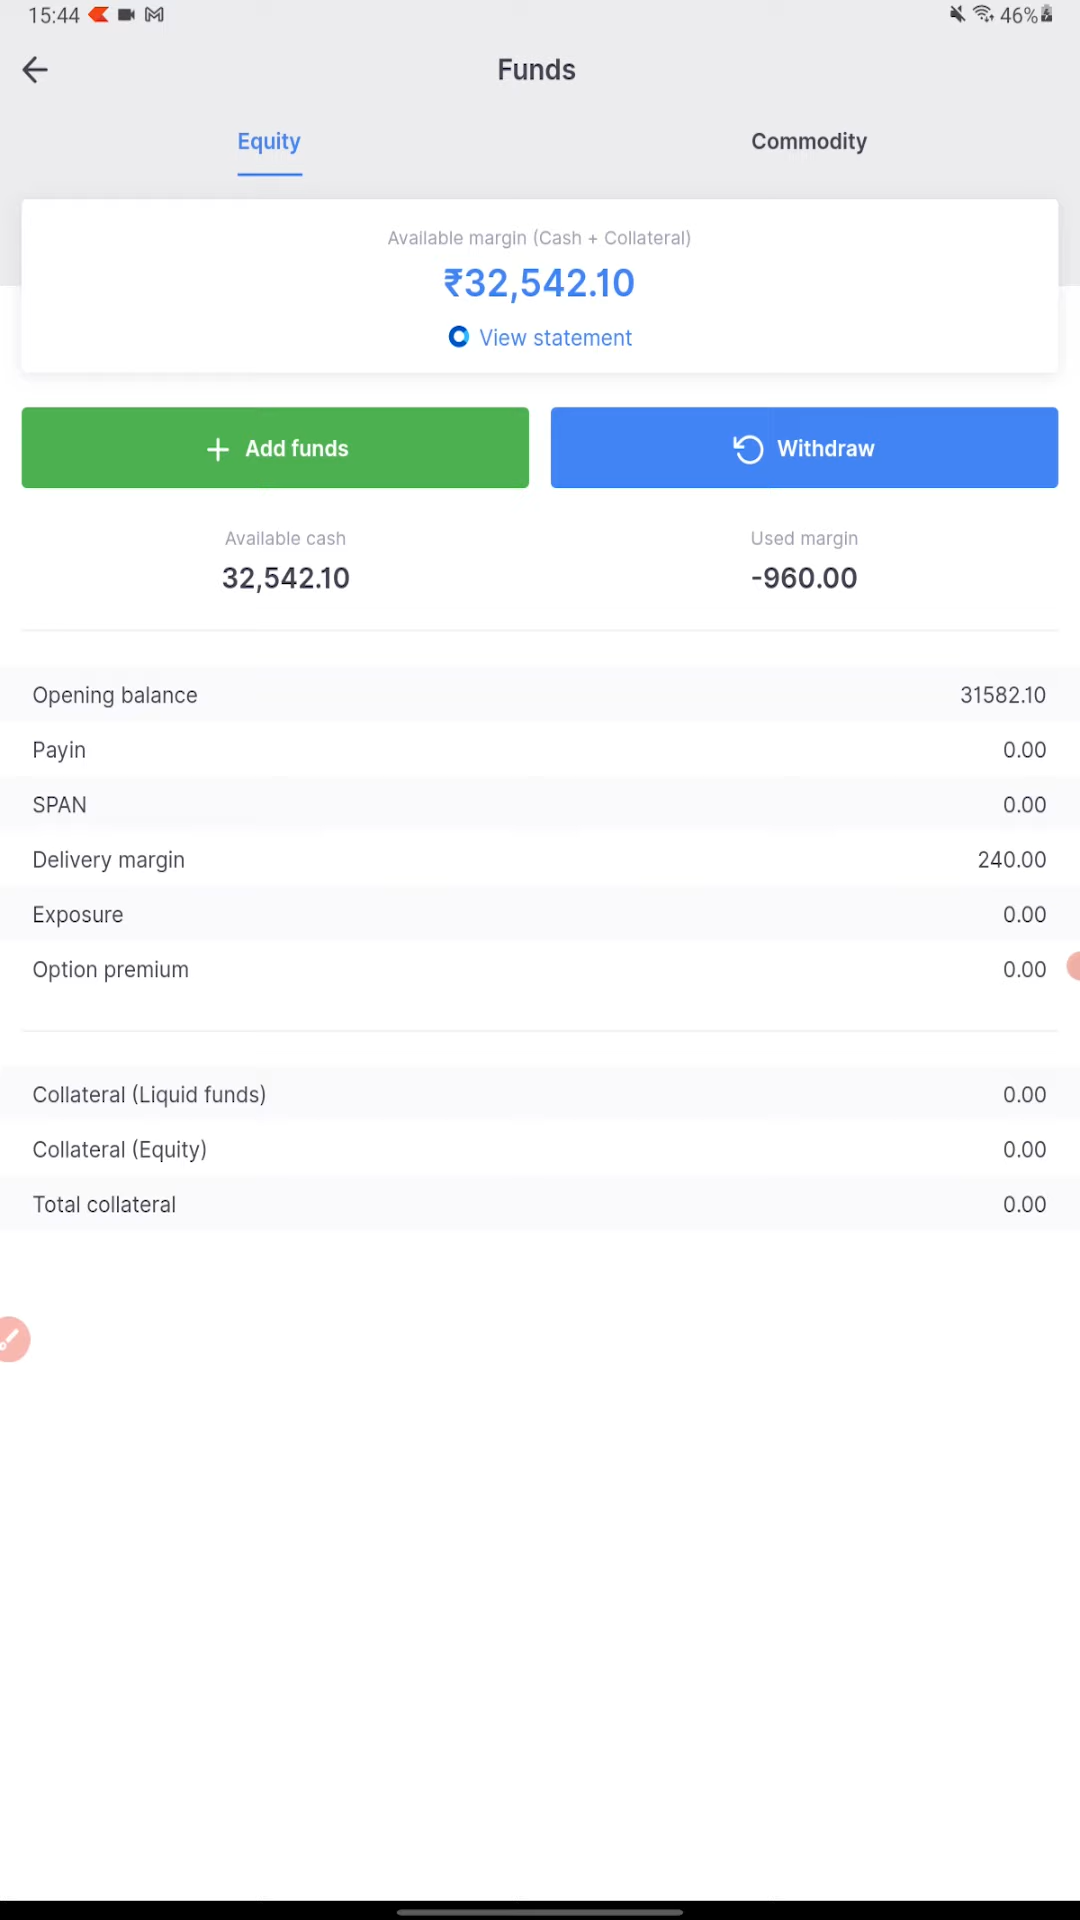 15:44
46%
Funds
Equity
Commodity
Available margin (Cash + Collateral)
₹32,542.10
View statement
Add funds
Withdraw
Available cash
Used margin
32,542.10
-960.00
Opening balance 31582.10
Payin 0.00
SPAN 0.00
Delivery margin 240.00
Exposure 0.00
Option premium 0.00
Collateral (Liquid funds) 0.00
Collateral (Equity) 0.00
Total collateral 0.00